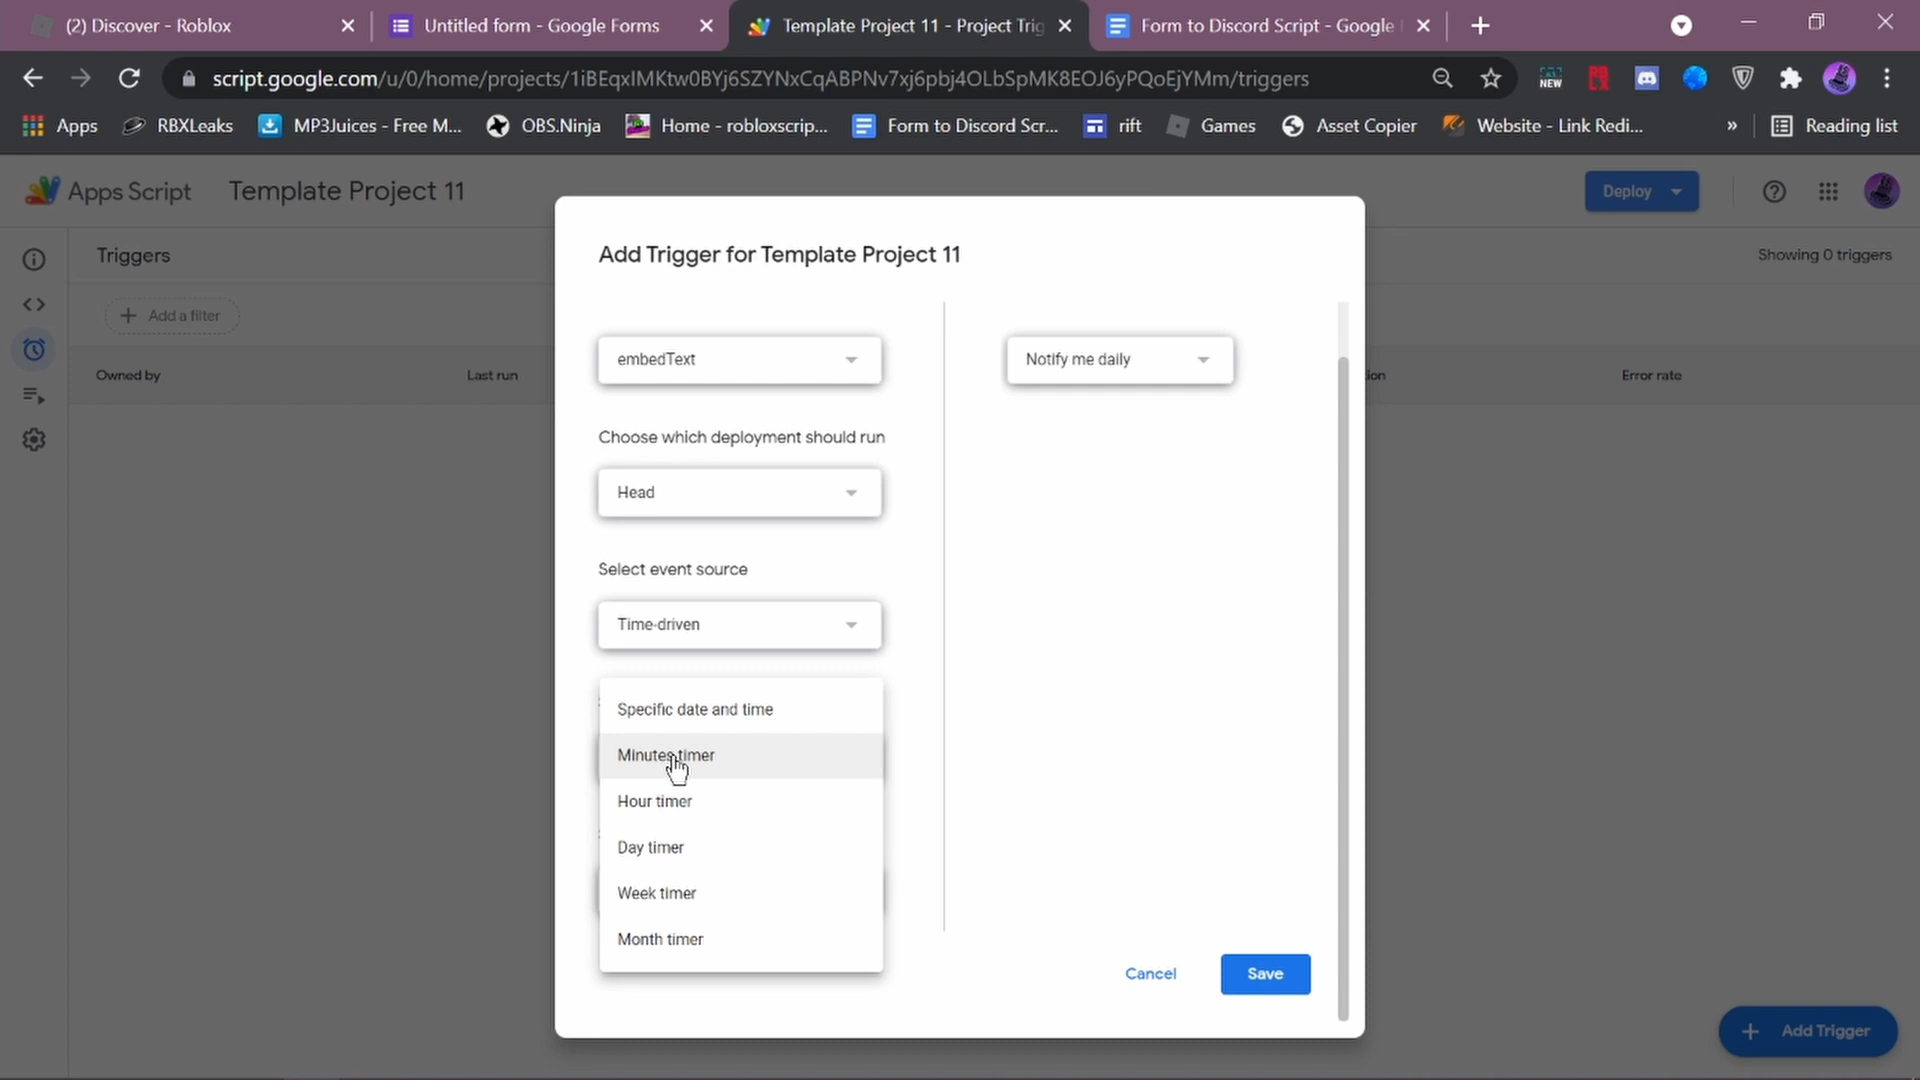 (2) Discover - Roblox
Untitled form - Google Forms
Template Project 11 - Project Trig
Form to Discord Script - Google
script.google.com/u/0/home/projects/1iBEqxIMKtw0BYj6SZYNxCqABPNv7xj6pbj4OLbSpMK8EOJ6yPQoEjYMm/triggers
NEW
Apps
RBXLeaks
MP3Juices - Free M...
OBS.Ninja
Home - robloxscrip...
Form to Discord Scr...
rift
Games
Asset Copier
Website - Link Redi...
»
Reading list
Apps Script
Template Project 11
Deploy
Triggers
Showing 0 triggers
Add a filter
Owned by
Last run
Error rate
Add Trigger for Template Project 11
embedText
Notify me daily
Choose which deployment should run
Head
Select event source
Time-driven
Specific date and time
Minutes timer
Hour timer
Day timer
Week timer
Month timer
Cancel
Save
Add Trigger